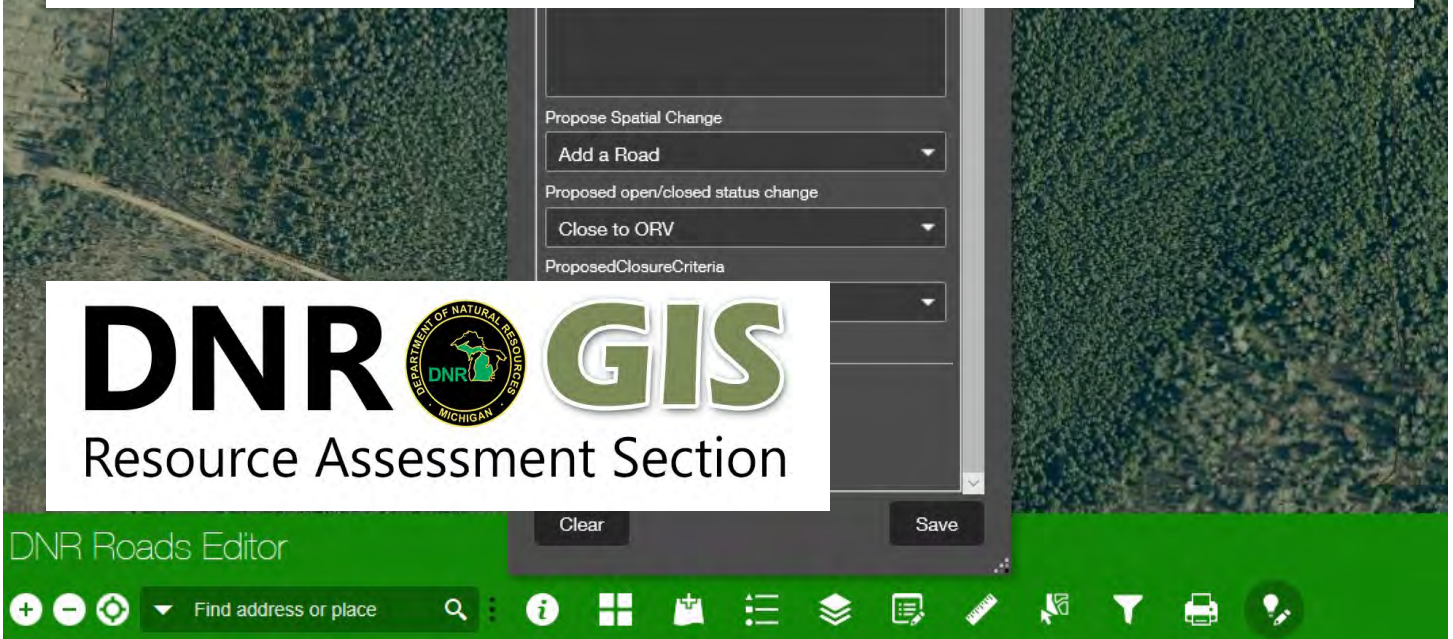 Propose Spatial Change
Add a Road
Proposed open/closed status change
Close to ORV
ProposedClosureCriteria
DNR GIS
DEPARTMENT OF NATURAL RESOURCES
DNR
MICHIGAN
Resource Assessment Section
Clear
Save
DNR Roads Editor
Find address or place